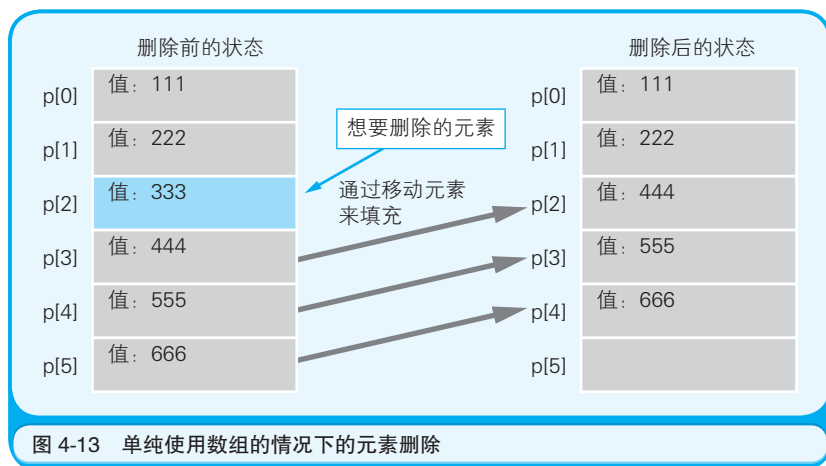 删除前的状态
p[0] 值：111
p[1] 值：222
p[2] 值：333
p[3] 值：444
p[4] 值：555
p[5] 值：666
想要删除的元素
通过移动元素
来填充
删除后的状态
p[0] 值：111
p[1] 值：222
p[2] 值：444
p[3] 值：555
p[4] 值：666
p[5]
图 4-13 单纯使用数组的情况下的元素删除